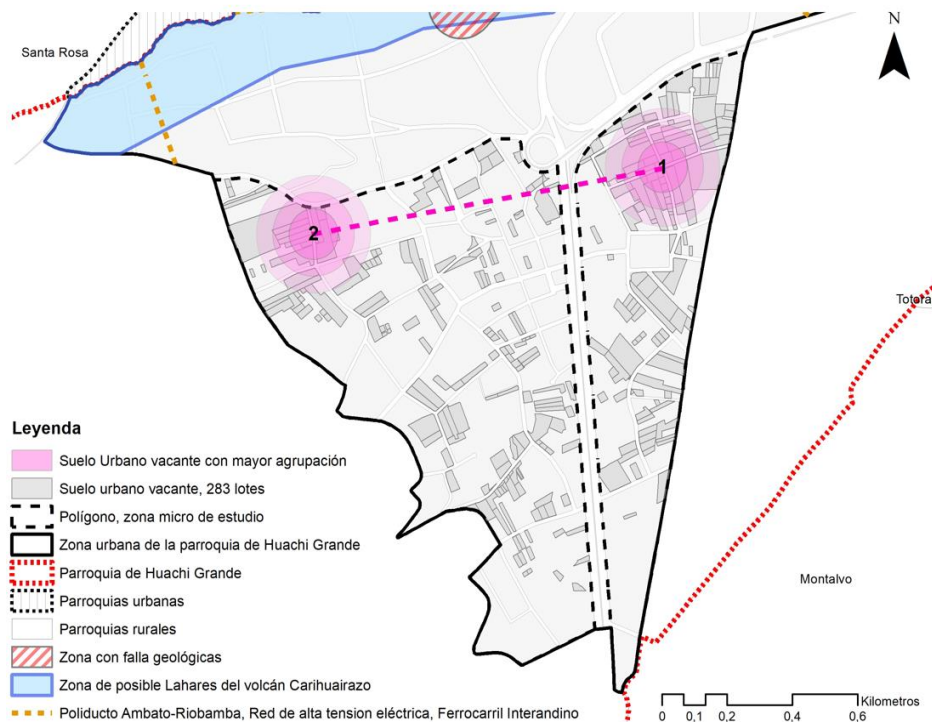 Santa Rosa
N
1
2
Totora
Leyenda
Suelo Urbano vacante con mayor agrupación
Suelo urbano vacante, 283 lotes
Polígono, zona micro de estudio
Zona urbana de la parroquia de Huachi Grande
Parroquia de Huachi Grande
Parroquias urbanas
Montalvo
Parroquias rurales
Zona con falla geológicas
Zona de posible Lahares del volcán Carihuairazo
Poliducto Ambato-Riobamba, Red de alta tension eléctrica, Ferrocarril Interandino
Kilometros
0 0,1 0,2 0,4 0,6